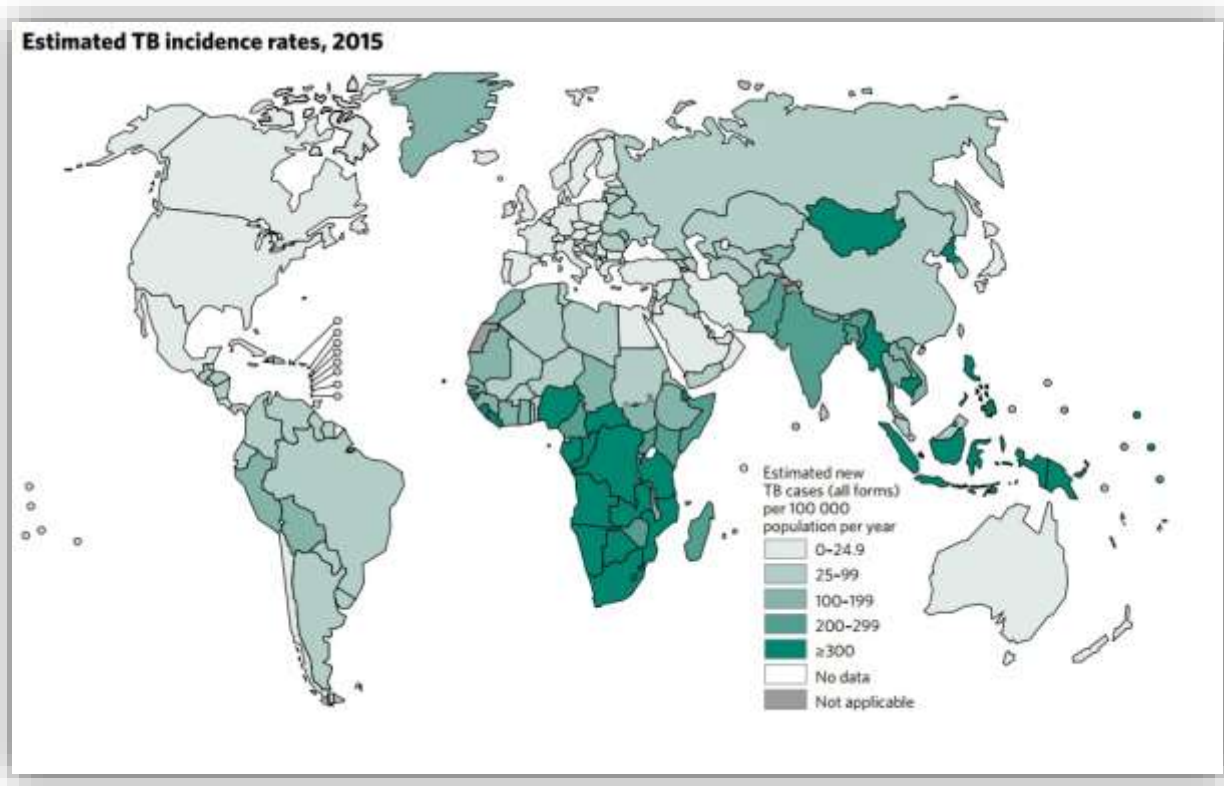 Estimated TB incidence rates, 2015
Estimated new
TB cases (all forms)
per 100 000
population per year
0–24.9
25–99
100–199
200–299
≥300
No data
Not applicable